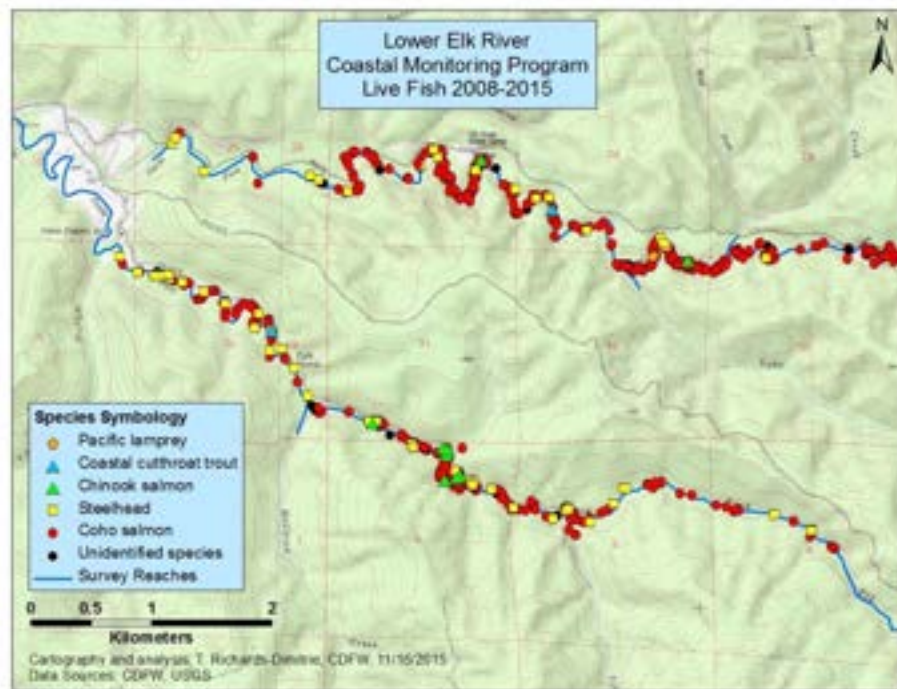 Lower Elk River
Coastal Monitoring Program
Live Fish 2008-2015
N
Species Symbology
Pacific lamprey
Coastal cutthroat trout
Chinook salmon
Steelhead
Coho salmon
Unidentified species
Survey Reaches
0 0.5 1 2
Kilometers
Cartography and analysis: T. Richards-Dimitrie, CDFW. 11/16/2015
Data Sources: CDFW, USGS